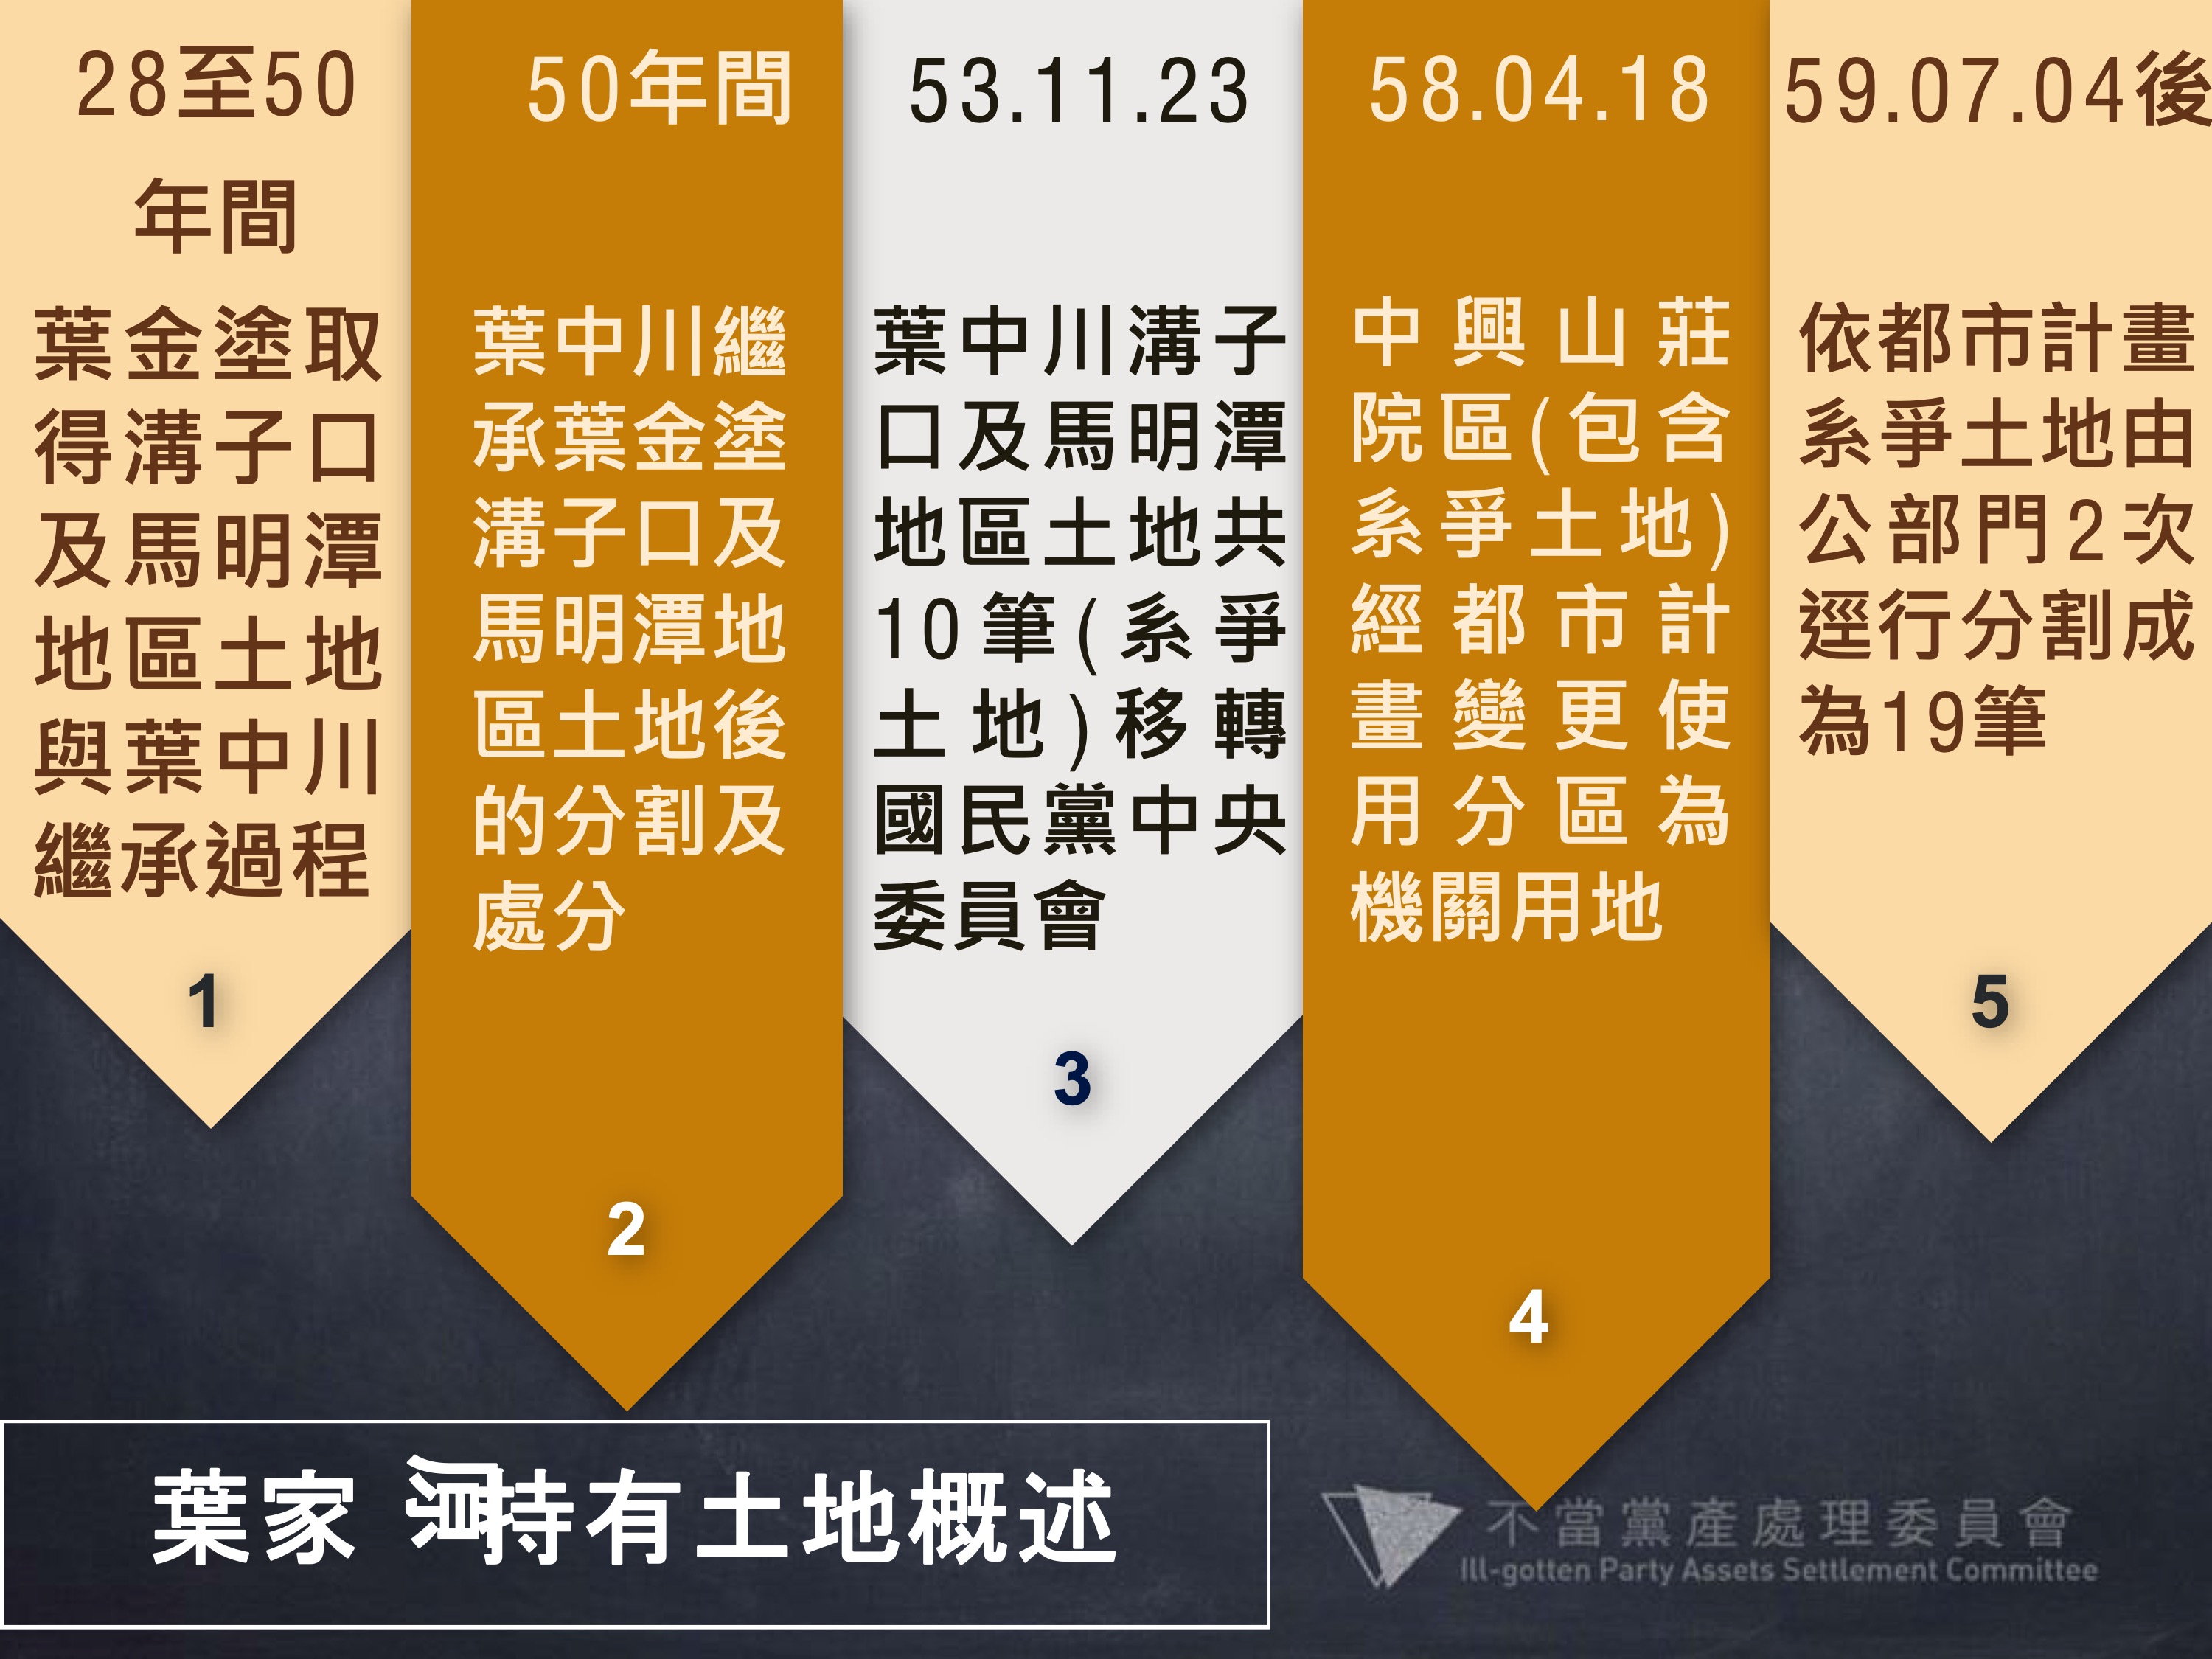 28至50
年間
葉金塗取
得溝子口
及馬明潭
地區土地
與葉中川
繼承過程
1
50年間
葉中川繼
承葉金塗
溝子口及
馬明潭地
區土地後
的分割及
處分
2
53.11.23
葉中川溝子
口及馬明潭
地區土地共
10筆(系爭
土地)移轉
國民黨中央
委員會
3
58.04.18
中興山莊
院區(包含
系爭土地)
經都市計
畫變更使
用分區為
機關用地
4
59.07.04後
依都市計畫
系爭土地由
公部門2次
逕行分割成
為19筆
5
葉家 持有土地概述
不當黨產處理委員會
Ill-gotten Party Assets Settlement Committee